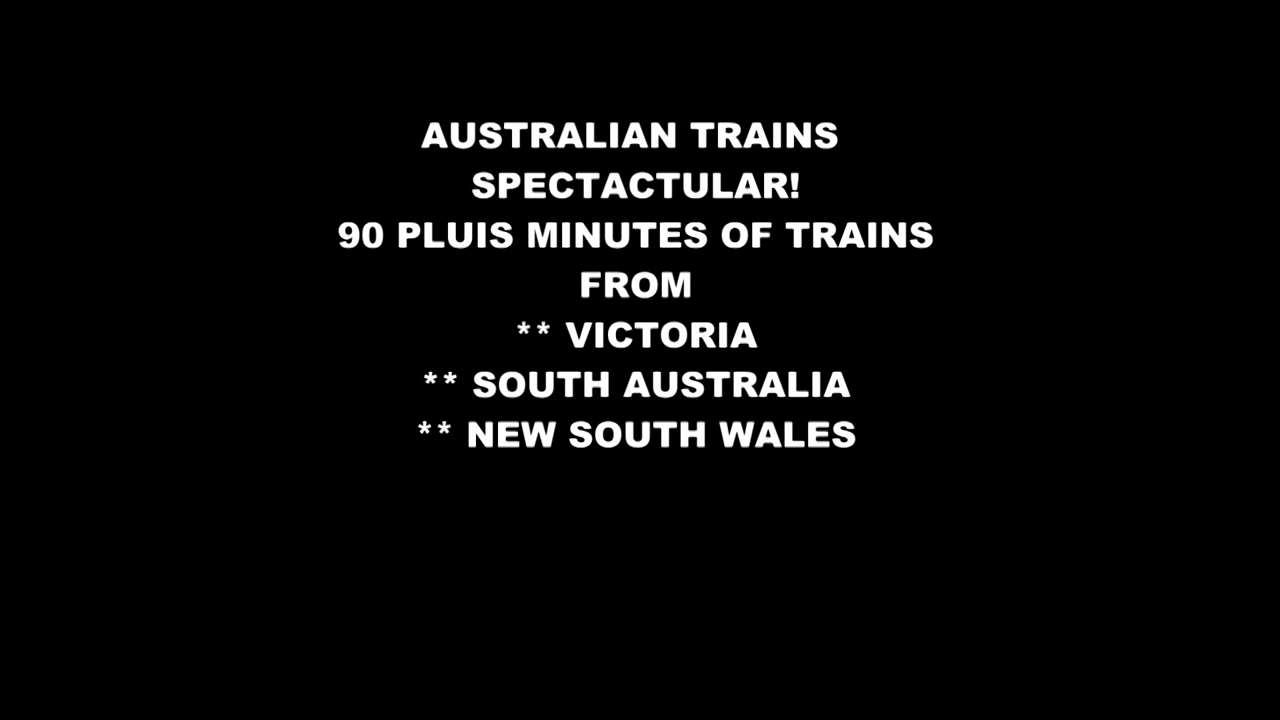 AUSTRALIAN TRAINS
SPECTACTULAR!
90 PLUIS MINUTES OF TRAINS
FROM
** VICTORIA
** SOUTH AUSTRALIA
** NEW SOUTH WALES